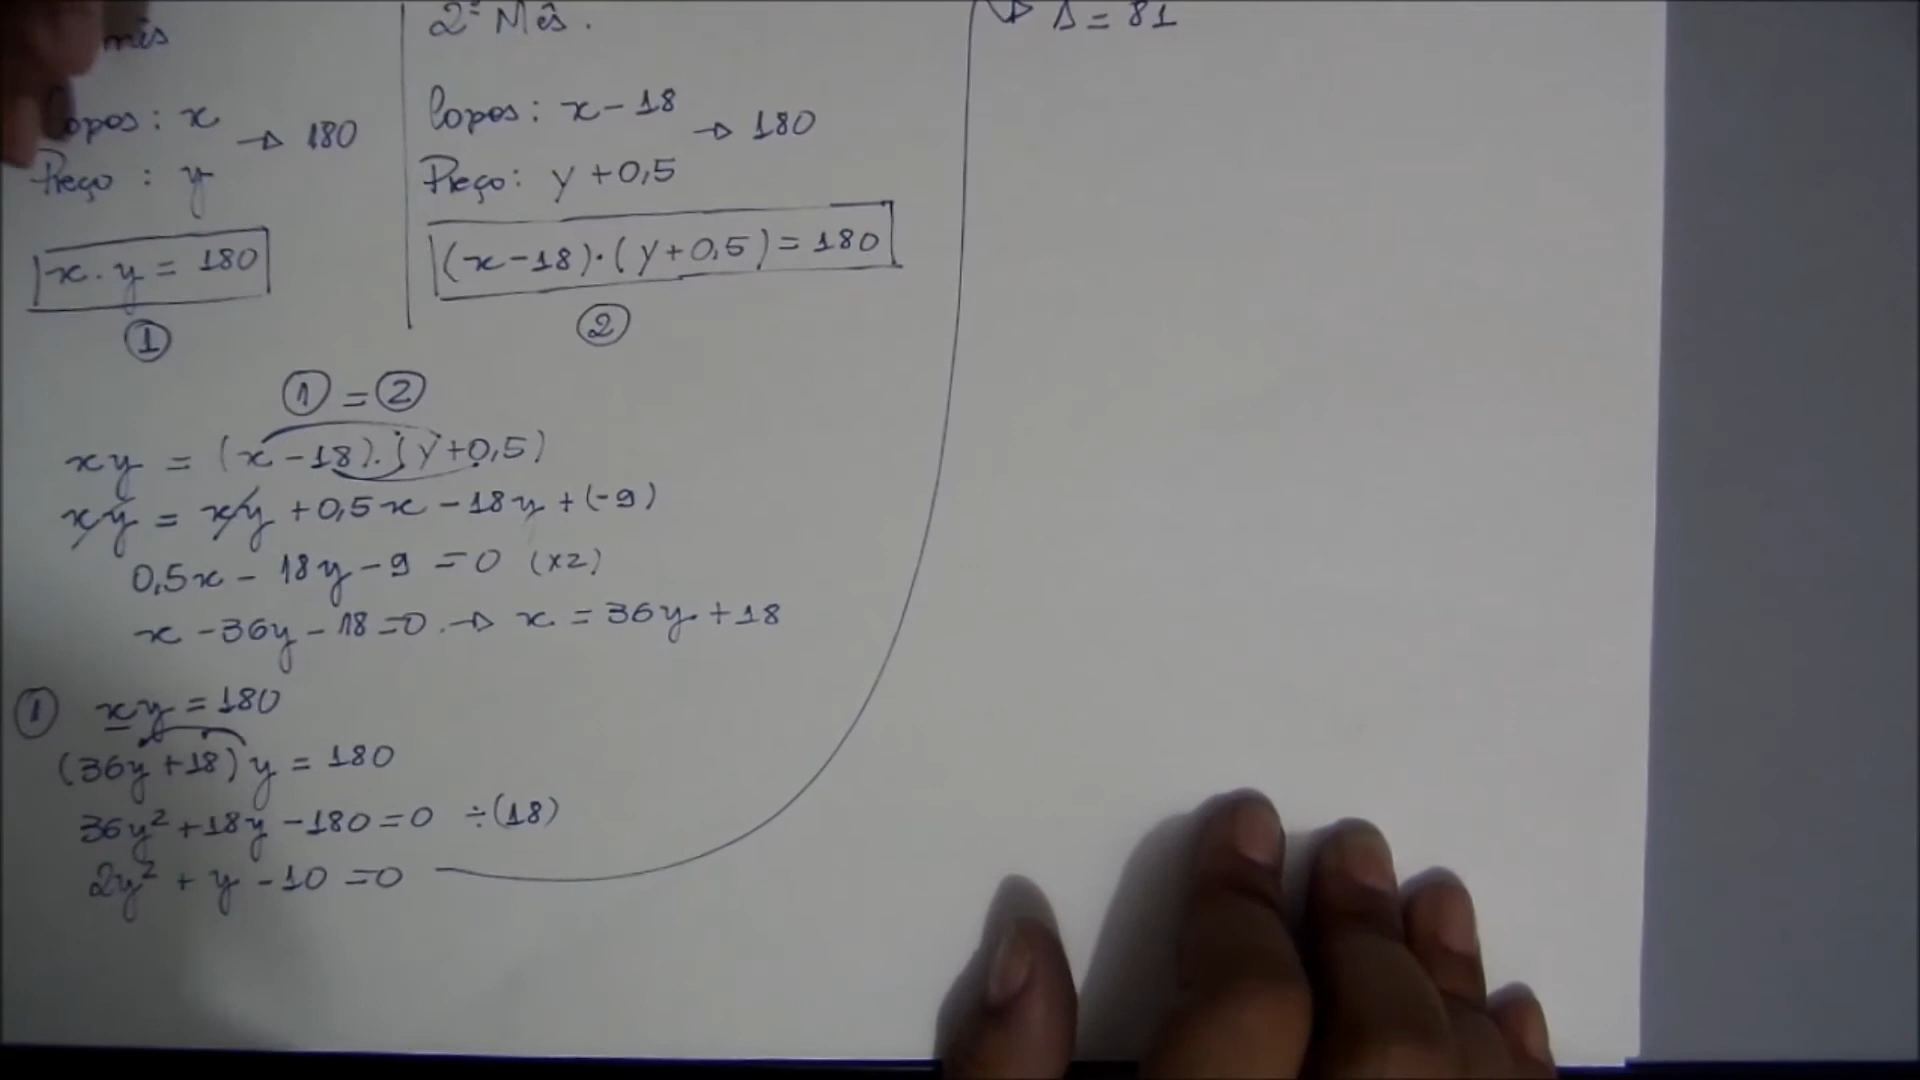 mês
Copos: x → 180
Preço: y
x . y = 180
①
2º Mês.
Copos: x - 18 → 180
Preço: y + 0,5
(x - 18) . (y + 0,5) = 180
②
① = ②
xy = (x - 18) . (y + 0,5)
xy = xy + 0,5x - 18y + (-9)
0,5x - 18y - 9 = 0 (x2)
x - 36y - 18 = 0 . → x = 36y + 18
① xy = 180
(36y + 18) y = 180
36y² + 18y - 180 = 0 ÷ (18)
2y² + y - 10 = 0
→ Δ = 81